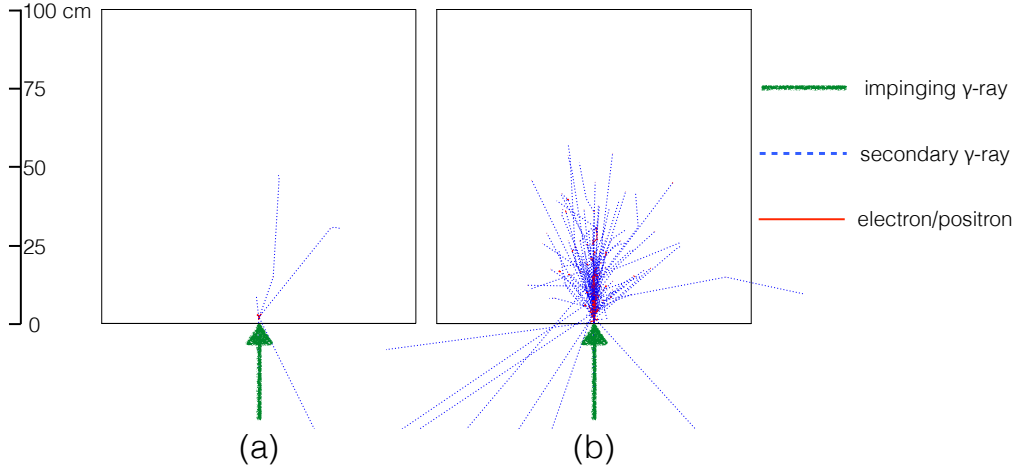 100 cm
75
50
25
0
impinging γ-ray
secondary γ-ray
electron/positron
(a)
(b)